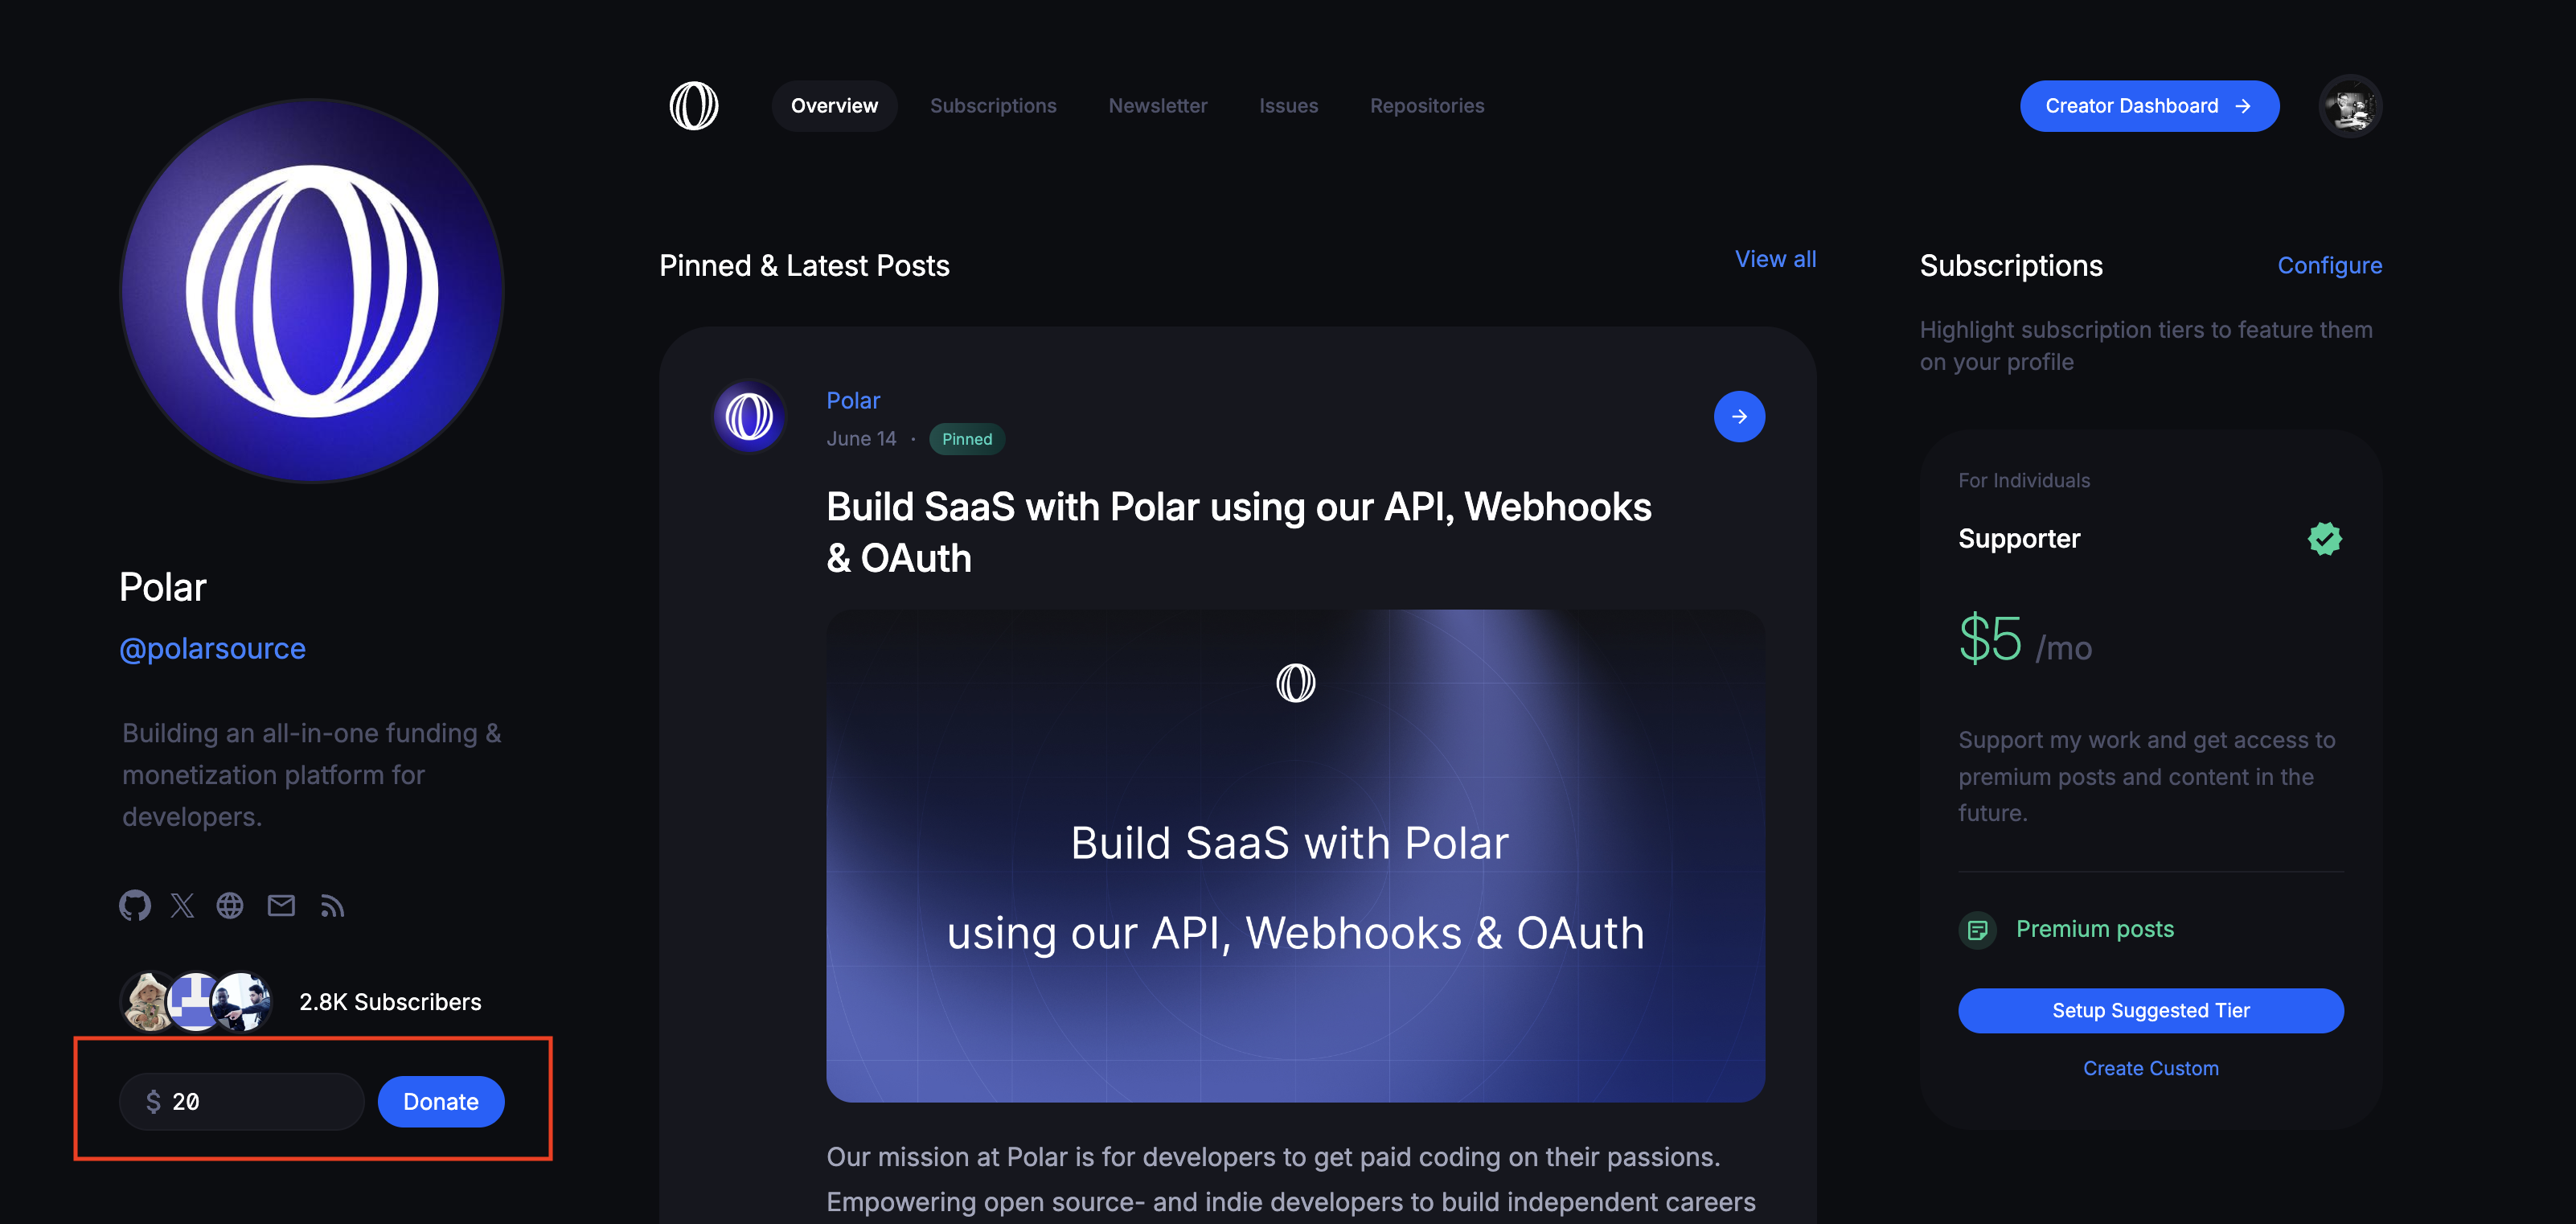 Overview
Subscriptions
Newsletter
Issues
Repositories
Creator Dashboard →
Polar
@polarsource
Building an all-in-one funding &
monetization platform for
developers.
2.8K Subscribers
$ 20
Donate
Pinned & Latest Posts
View all
Polar
June 14 · Pinned
Build SaaS with Polar using our API, Webhooks
& OAuth
Build SaaS with Polar
using our API, Webhooks & OAuth
Our mission at Polar is for developers to get paid coding on their passions.
Empowering open source- and indie developers to build independent careers
Subscriptions
Configure
Highlight subscription tiers to feature them
on your profile
For Individuals
Supporter
$5 /mo
Support my work and get access to
premium posts and content in the
future.
Premium posts
Setup Suggested Tier
Create Custom